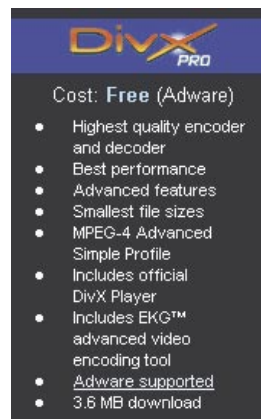 DivX
PRO
Cost: Free (Adware)
• Highest quality encoder
and decoder
• Best performance
• Advanced features
• Smallest file sizes
• MPEG-4 Advanced
Simple Profile
• Includes official
DivX Player
• Includes EKG™
advanced video
encoding tool
• Adware supported
• 3.6 MB download